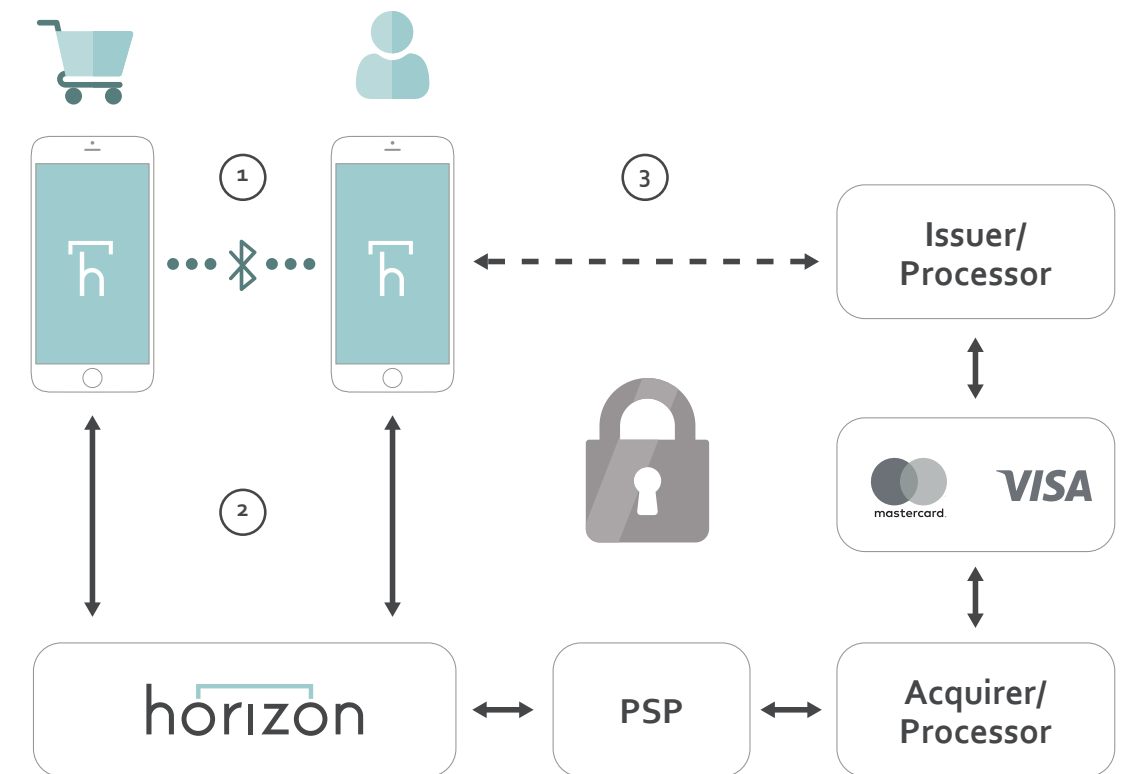 1
3
h
h
Issuer/
Processor
2
mastercard.
VISA
horizon
PSP
Acquirer/
Processor